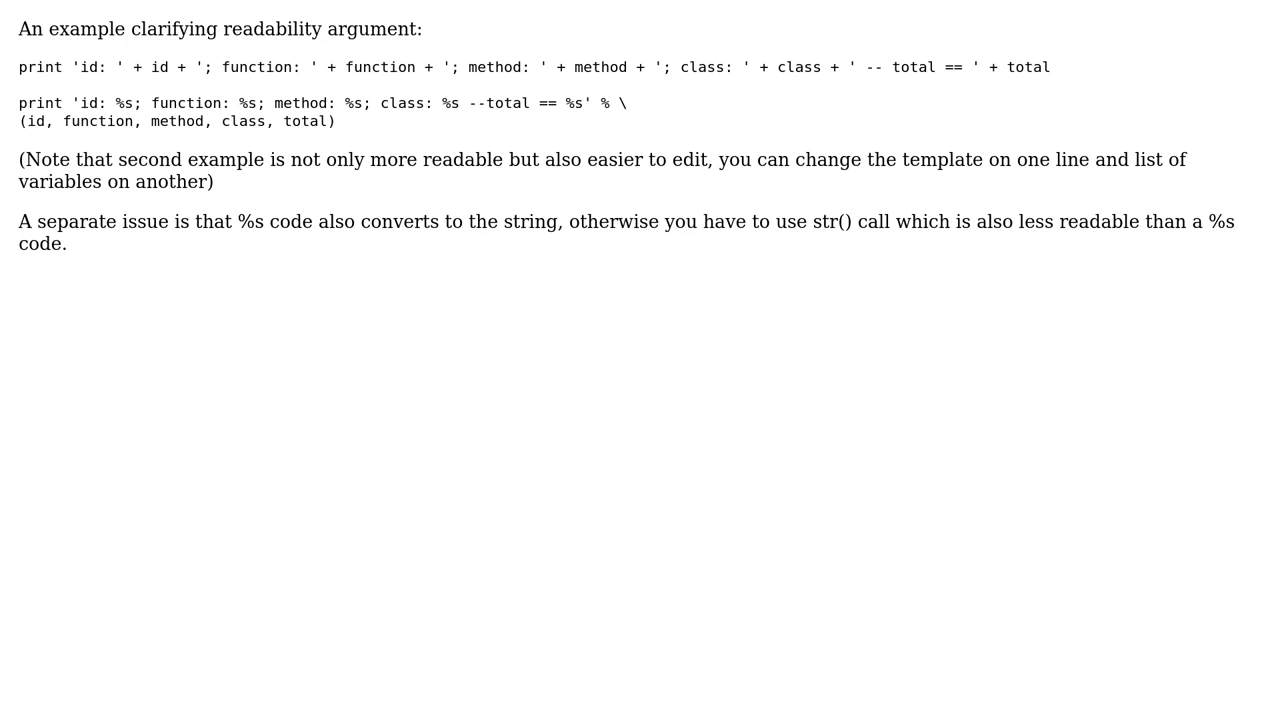 An example clarifying readability argument:
print 'id: ' + id + '; function: ' + function + '; method: ' + method + '; class: ' + class + ' -- total == ' + total
print 'id: %s; function: %s; method: %s; class: %s --total == %s' % \
(id, function, method, class, total)
(Note that second example is not only more readable but also easier to edit, you can change the template on one line and list of
variables on another)
A separate issue is that %s code also converts to the string, otherwise you have to use str() call which is also less readable than a %s
code.